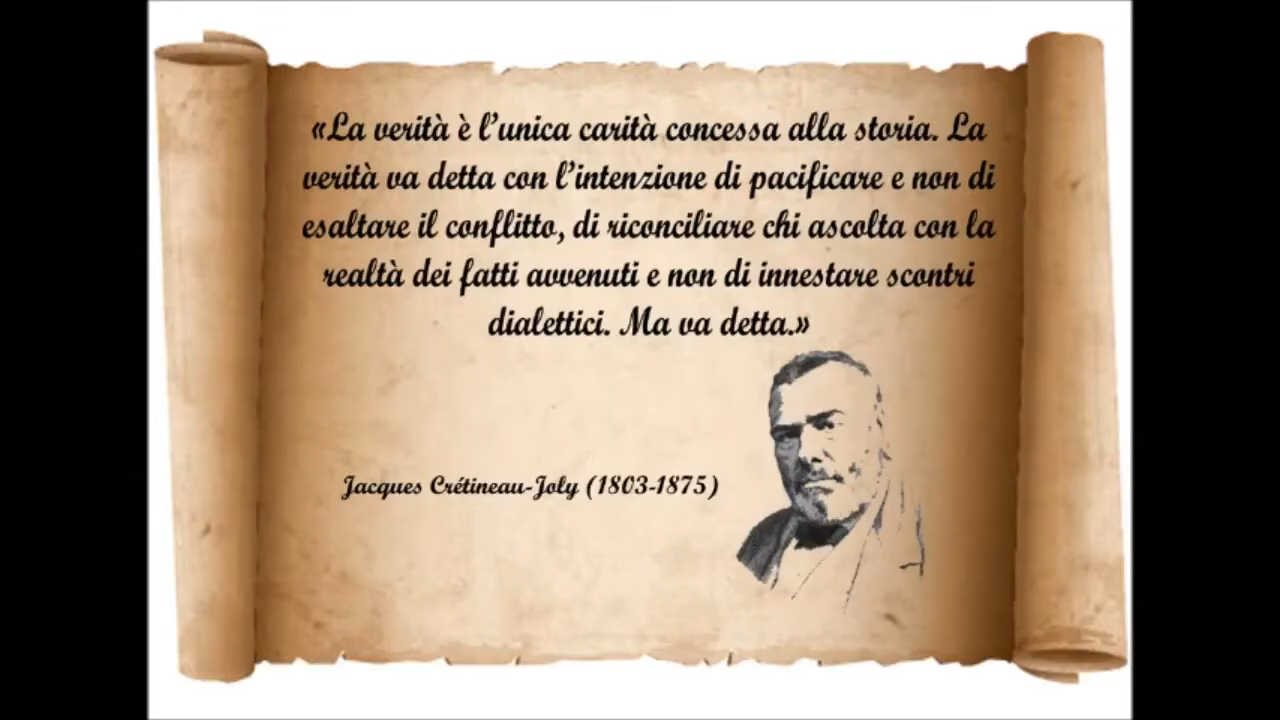 «La verità è l’unica carità concessa alla storia. La
verità va detta con l’intenzione di pacificare e non di
esaltare il conflitto, di riconciliare chi ascolta con la
realtà dei fatti avvenuti e non di innestare scontri
dialettici. Ma va detta.»
Jacques Crétineau-Joly (1803-1875)